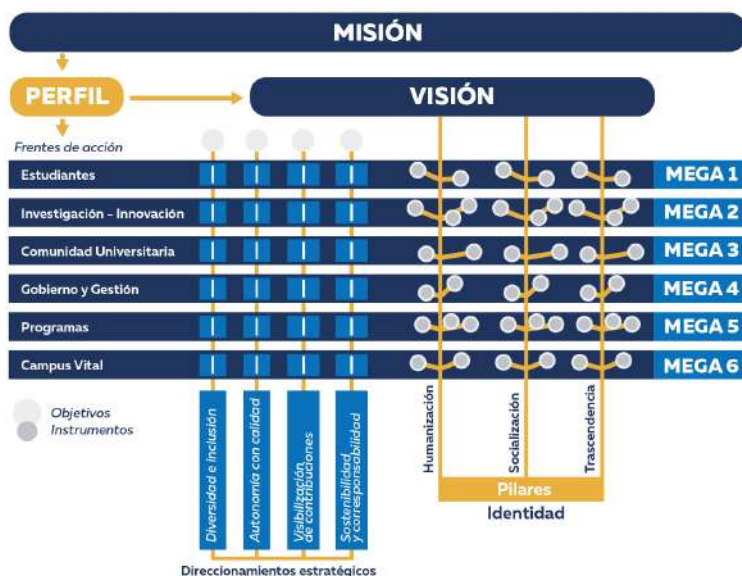 MISIÓN
PERFIL
VISIÓN
Frentes de acción
Estudiantes
MEGA 1
Investigación - Innovación
MEGA 2
Comunidad Universitaria
MEGA 3
Gobierno y Gestión
MEGA 4
Programas
MEGA 5
Campus Vital
MEGA 6
Objetivos
Instrumentos
Diversidad e inclusión
Autonomía con calidad
Visibilización
de contribuciones
Sostenibilidad
y corresponsabilidad
Humanización
Socialización
Trascendencia
Pilares
Identidad
Direccionamientos estratégicos